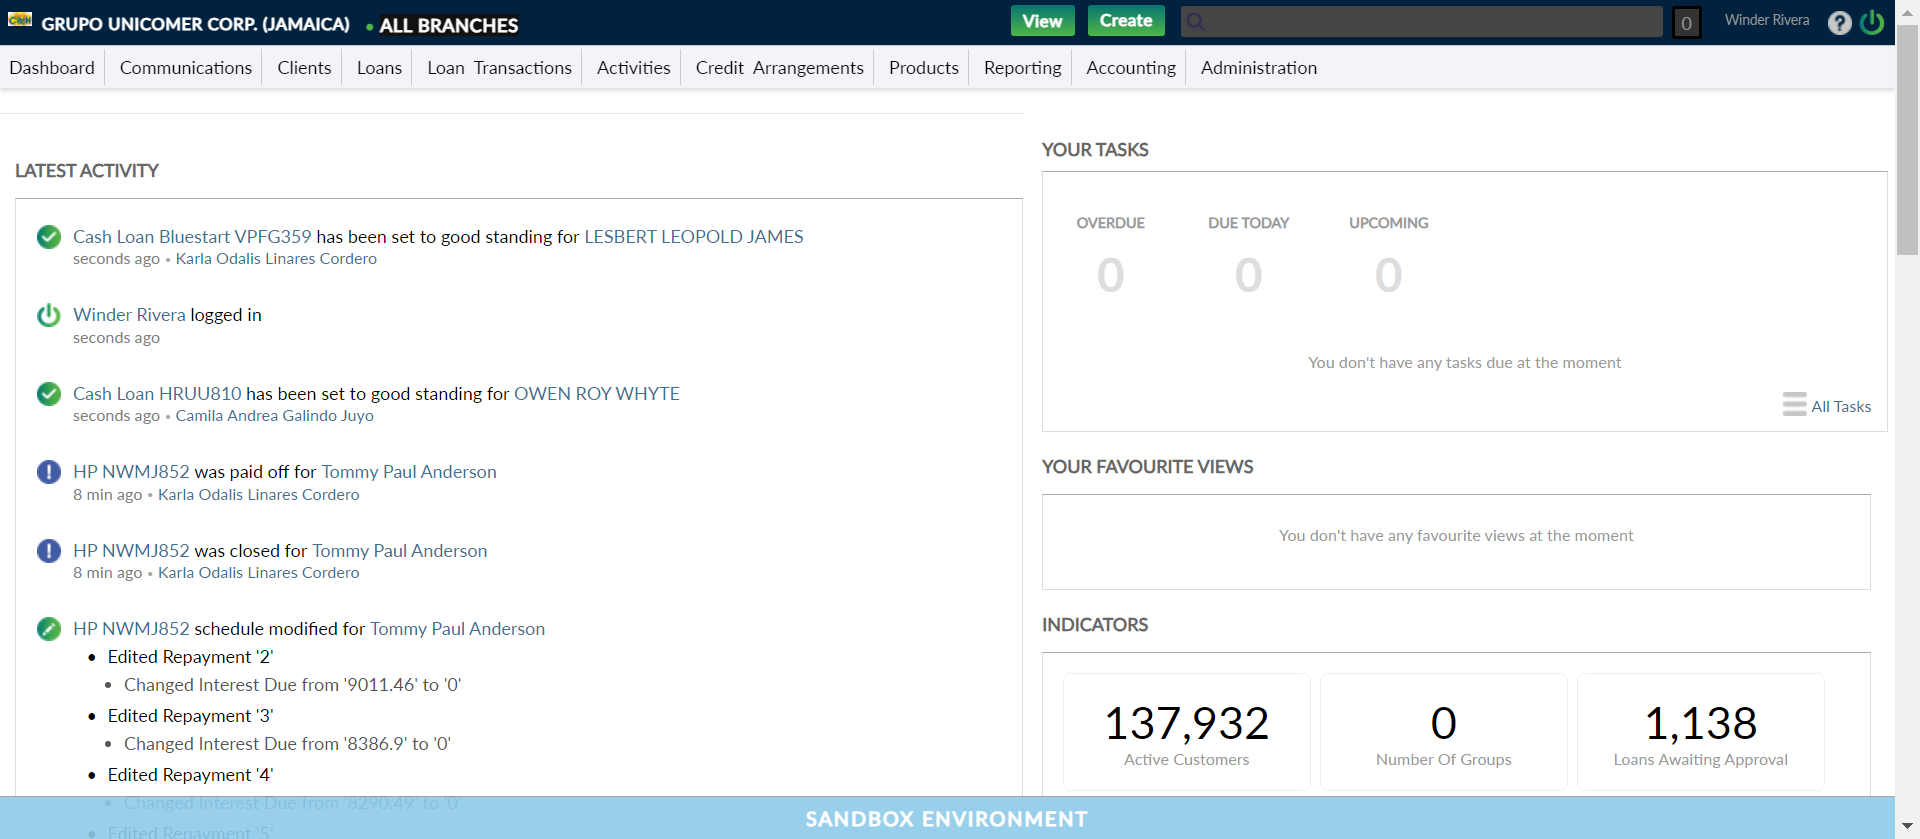 Cash GRUPO UNICOMER CORP. (JAMAICA) • ALL BRANCHES View Create 0 Winder Rivera ?
Dashboard Communications Clients Loans Loan Transactions Activities Credit Arrangements Products Reporting Accounting Administration
LATEST ACTIVITY
Cash Loan Bluestart VPFG359 has been set to good standing for LESBERT LEOPOLD JAMES
seconds ago • Karla Odalis Linares Cordero
Winder Rivera logged in
seconds ago
Cash Loan HRUU810 has been set to good standing for OWEN ROY WHYTE
seconds ago • Camila Andrea Galindo Juyo
HP NWMJ852 was paid off for Tommy Paul Anderson
8 min ago • Karla Odalis Linares Cordero
HP NWMJ852 was closed for Tommy Paul Anderson
8 min ago • Karla Odalis Linares Cordero
HP NWMJ852 schedule modified for Tommy Paul Anderson
• Edited Repayment '2'
• Changed Interest Due from '9011.46' to '0'
• Edited Repayment '3'
• Changed Interest Due from '8386.9' to '0'
• Edited Repayment '4'
• Changed Interest Due from '8290.49' to '0'
• Edited Repayment '5'
YOUR TASKS
OVERDUE DUE TODAY UPCOMING
0 0 0
You don't have any tasks due at the moment
All Tasks
YOUR FAVOURITE VIEWS
You don't have any favourite views at the moment
INDICATORS
137,932 0 1,138
Active Customers Number Of Groups Loans Awaiting Approval
SANDBOX ENVIRONMENT